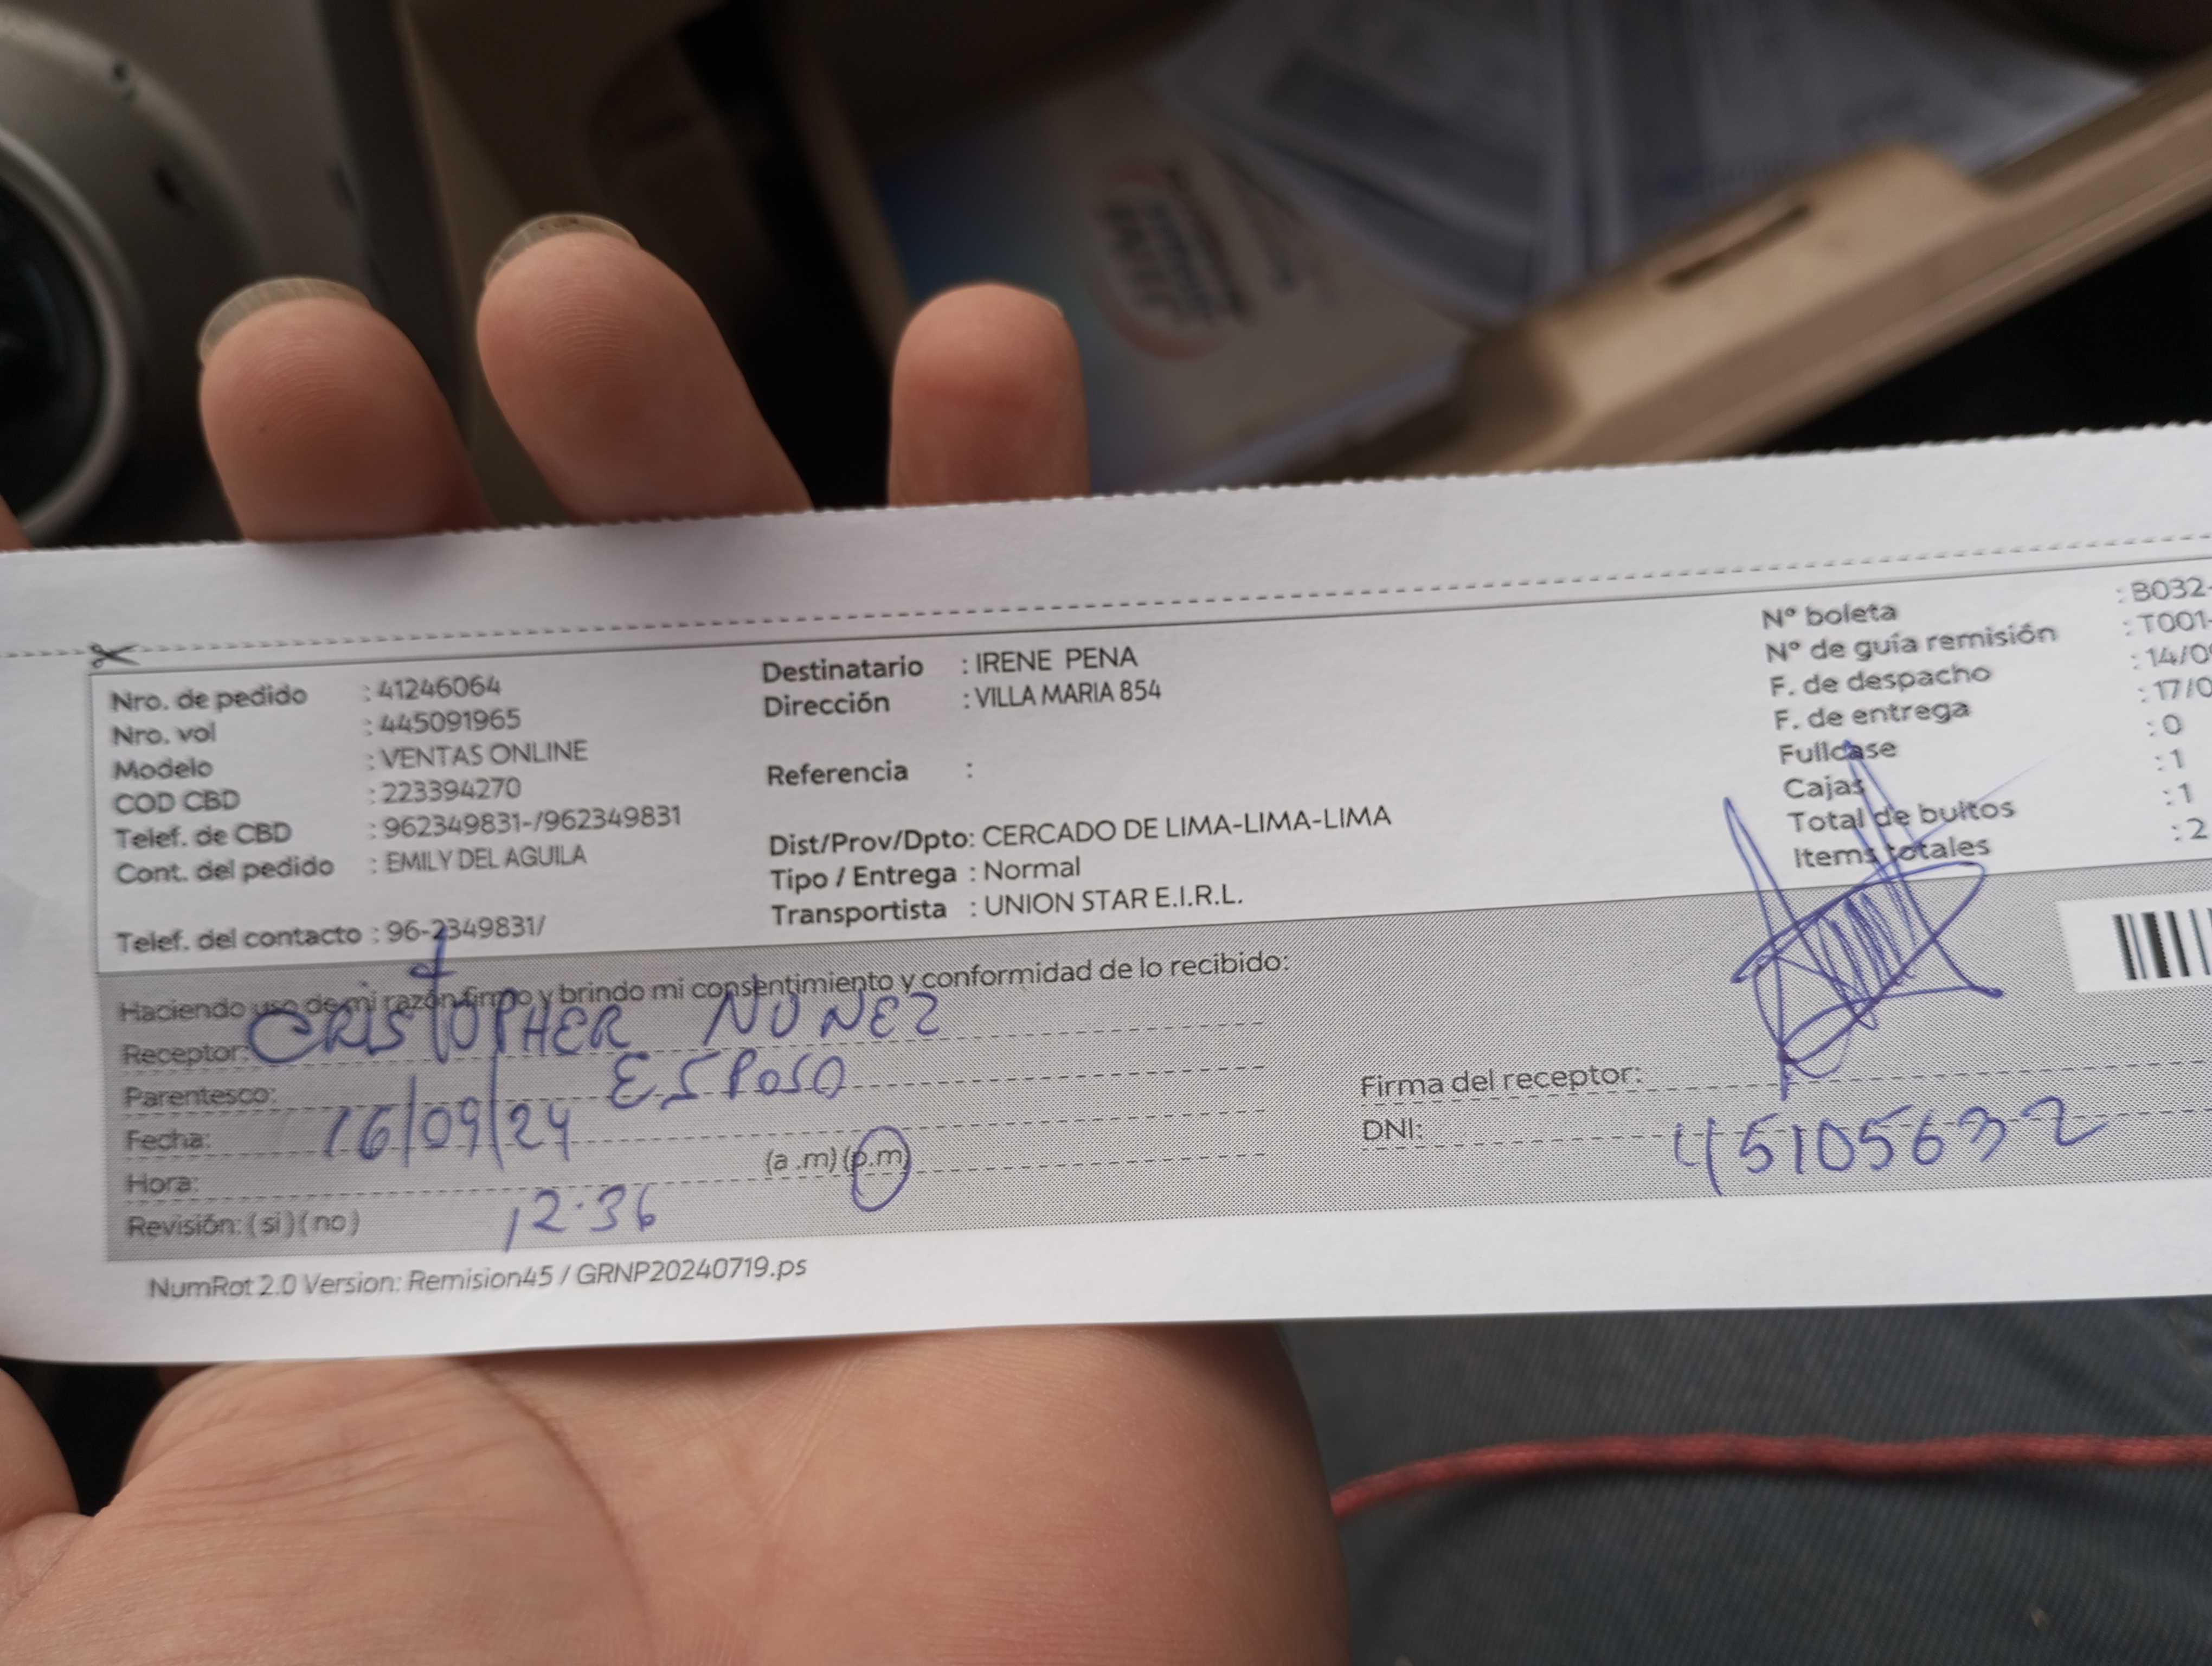 Nro. de pedido : 41246064
Nro. vol : 445091965
Modelo : VENTAS ONLINE
COD CBD : 223394270
Telef. de CBD : 962349831-/962349831
Cont. del pedido : EMILY DEL AGUILA
Telef. del contacto : 96-2349831/
Destinatario : IRENE PENA
Dirección : VILLA MARIA 854
Referencia :
Dist/Prov/Dpto: CERCADO DE LIMA-LIMA-LIMA
Tipo / Entrega : Normal
Transportista : UNION STAR E.I.R.L.
Nº boleta : B032-
Nº de guía remisión : T001-
F. de despacho : 14/0
F. de entrega : 17/0
Fullcase : 0
Cajas : 1
Total de bultos : 1
Items totales : 2
Haciendo uso de mi razón firmo y brindo mi consentimiento y conformidad de lo recibido:
Receptor: CRISTOPHER NUNEZ
Parentesco: ESPOSO
Fecha: 16/09/24
Hora: 12.36 (a .m) (p.m)
Revisión: ( si ) ( no )
Firma del receptor:
DNI: 45105632
NumRot 2.0 Version: Remision45 / GRNP20240719.ps